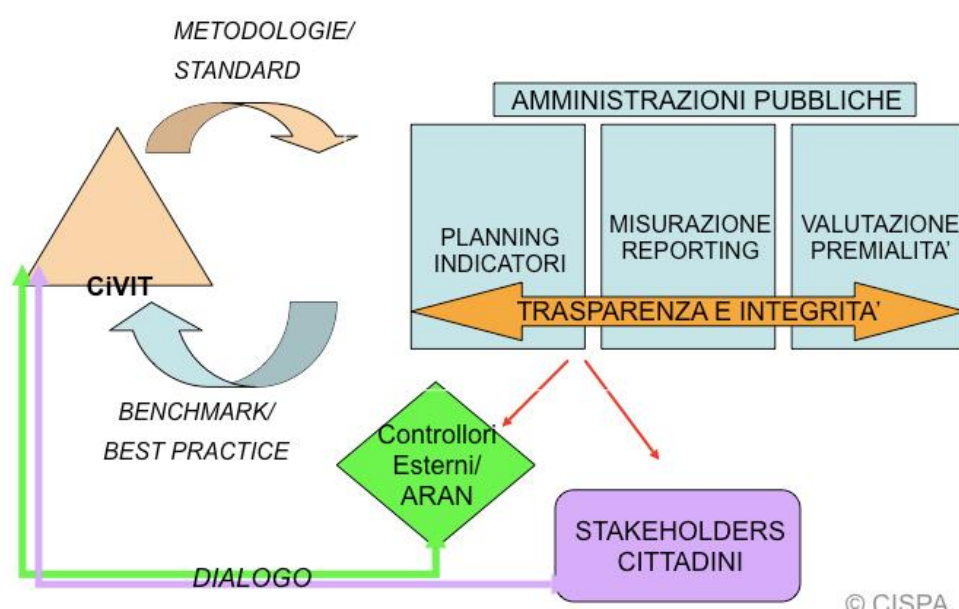 METODOLOGIE/
STANDARD
AMMINISTRAZIONI PUBBLICHE
PLANNING
INDICATORI
MISURAZIONE
REPORTING
VALUTAZIONE
PREMIALITA'
CiVIT
TRASPARENZA E INTEGRITA'
BENCHMARK/
BEST PRACTICE
Controllori
Esterni/
ARAN
STAKEHOLDERS
CITTADINI
DIALOGO
© CISPA